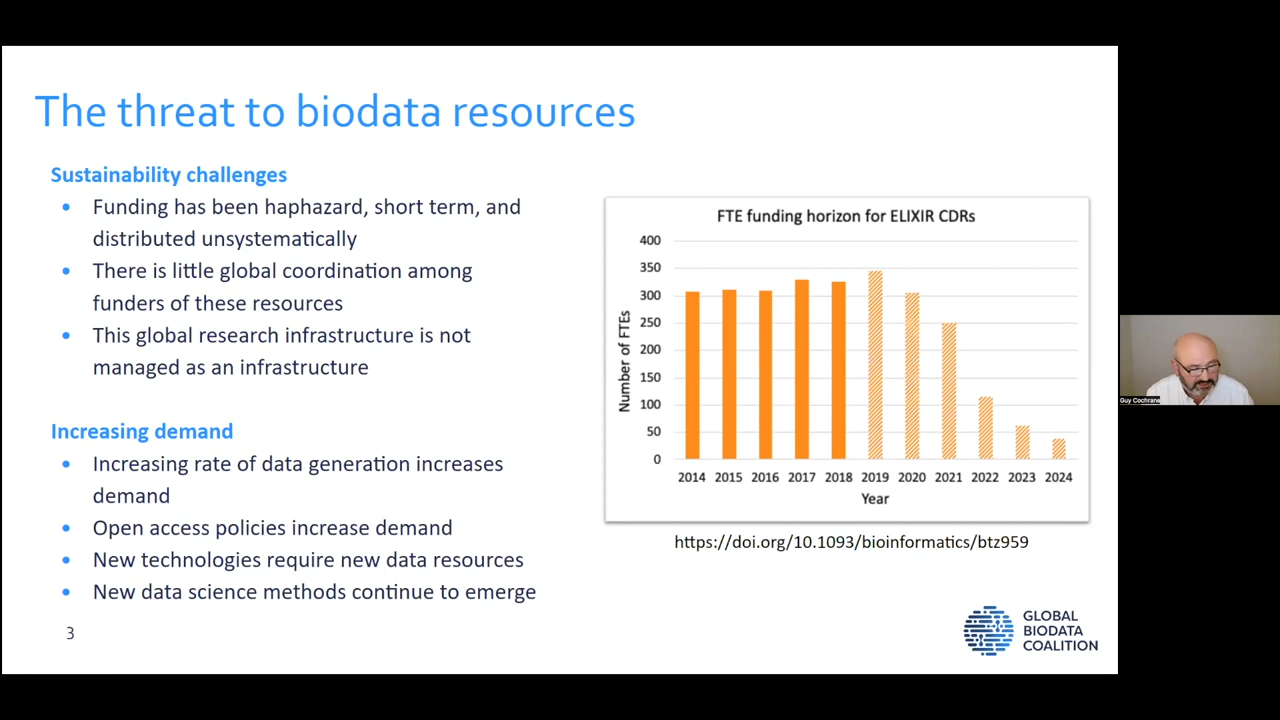 The threat to biodata resources
Sustainability challenges
• Funding has been haphazard, short term, and
distributed unsystematically
• There is little global coordination among
funders of these resources
• This global research infrastructure is not
managed as an infrastructure
Increasing demand
• Increasing rate of data generation increases
demand
• Open access policies increase demand
• New technologies require new data resources
• New data science methods continue to emerge
3
FTE funding horizon for ELIXIR CDRs
Number of FTEs
400
350
300
250
200
150
100
50
0
2014 2015 2016 2017 2018 2019 2020 2021 2022 2023 2024
Year
https://doi.org/10.1093/bioinformatics/btz959
GLOBAL
BIODATA
COALITION
Guy Cochrane